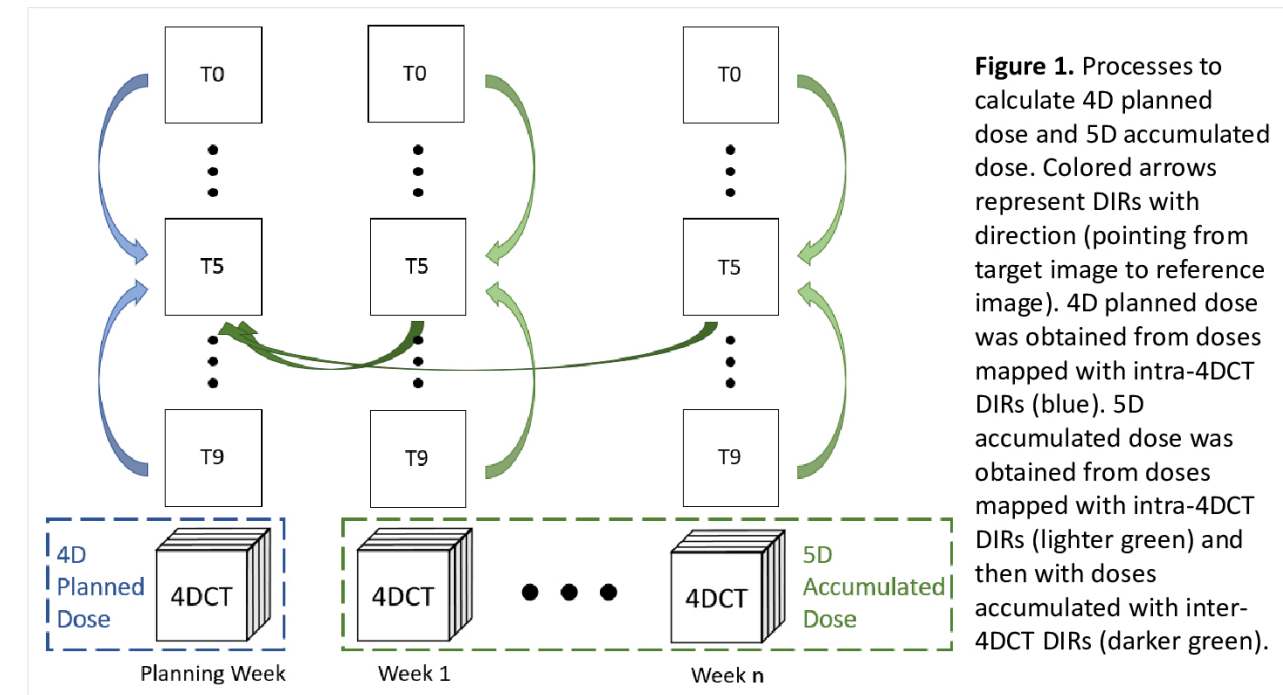 T0
T0
T0
T5
T5
T5
T9
T9
T9
4D
Planned
Dose
4DCT
4DCT
4DCT
5D
Accumulated
Dose
Planning Week
Week 1
Week n
Figure 1. Processes to
calculate 4D planned
dose and 5D accumulated
dose. Colored arrows
represent DIRs with
direction (pointing from
target image to reference
image). 4D planned dose
was obtained from doses
mapped with intra-4DCT
DIRs (blue). 5D
accumulated dose was
obtained from doses
mapped with intra-4DCT
DIRs (lighter green) and
then with doses
accumulated with inter-
4DCT DIRs (darker green).